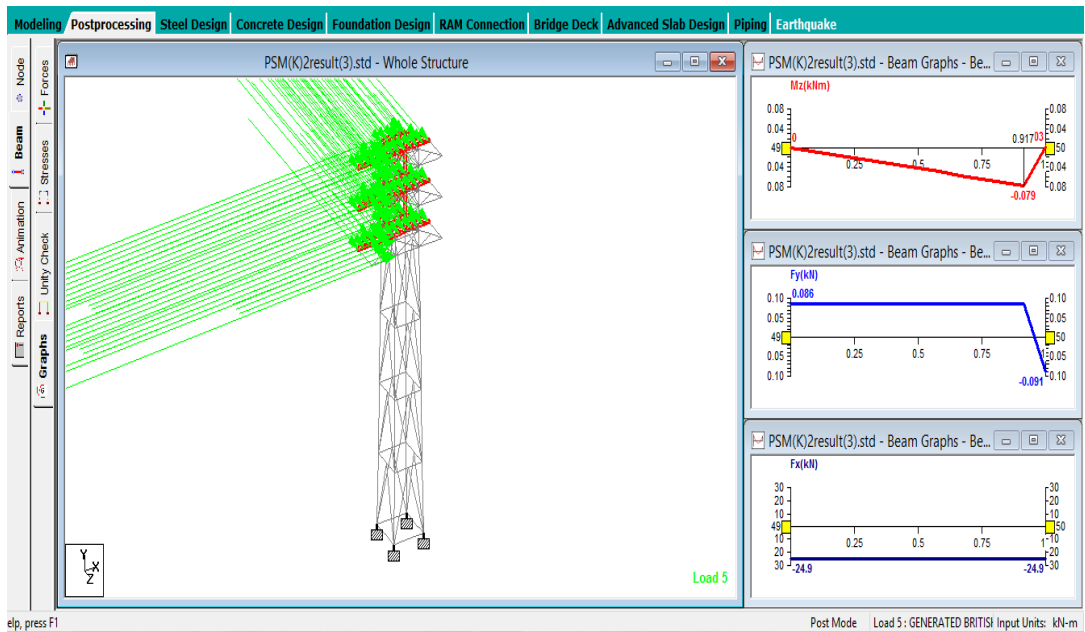 Modeling Postprocessing Steel Design Concrete Design Foundation Design RAM Connection Bridge Deck Advanced Slab Design Piping Earthquake
Node
Beam
Animation
Reports
Forces
Stresses
Unity Check
Graphs
PSM(K)2result(3).std - Whole Structure
Y
X
Z
Load 5
PSM(K)2result(3).std - Beam Graphs - Be...
Mz(kNm)
0.08 0.08
0.04 0.04
0 0.917 03
49 50
0.25 0.5 0.75 1
0.04 0.04
0.08 0.08
-0.079
PSM(K)2result(3).std - Beam Graphs - Be...
Fy(kN)
0.10 0.086 0.10
0.05 0.05
49 50
0.25 0.5 0.75 1
0.05 0.05
0.10 -0.091 0.10
PSM(K)2result(3).std - Beam Graphs - Be...
Fx(kN)
30 30
20 20
10 10
49 50
0.25 0.5 0.75 1
10 10
20 20
30 -24.9 -24.9 30
elp, press F1 Post Mode Load 5 : GENERATED BRITISH Input Units: kN-m